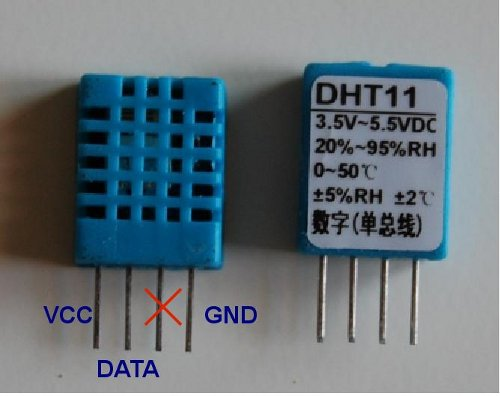 DHT11
3.5V~5.5VDC
20%~95%RH
0~50℃
±5%RH ±2℃
数字(单总线)
VCC
GND
DATA